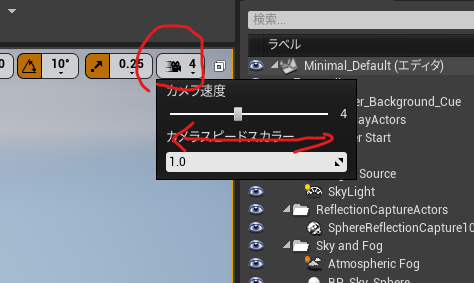 10°
0.25
4
カメラ速度
4
カメラスピードスカラー
1.0
検索...
ラベル
Minimal_Default (エディタ)
er_Background_Cue
ayActors
er Start
Source
SkyLight
ReflectionCaptureActors
SphereReflectionCapture10
Sky and Fog
Atmospheric Fog
BP_Sky_Sphere